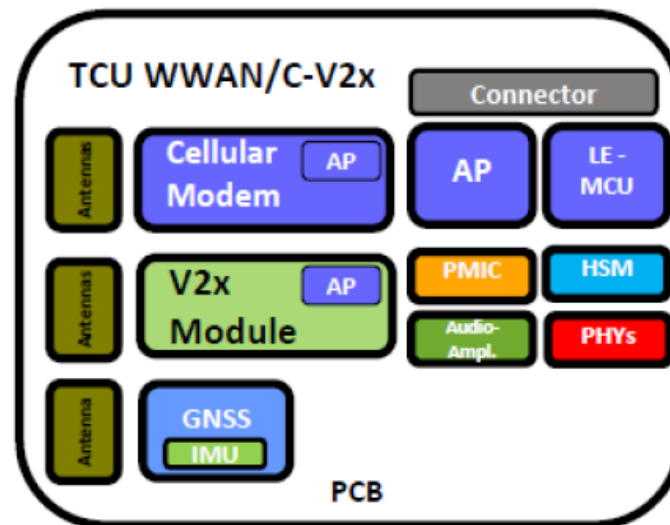 TCU WWAN/C-V2x
Connector
Antennas
Cellular
Modem
AP
AP
LE -
MCU
Antennas
V2x
Module
AP
PMIC
HSM
Audio-
Ampl.
PHYs
Antenna
GNSS
IMU
PCB